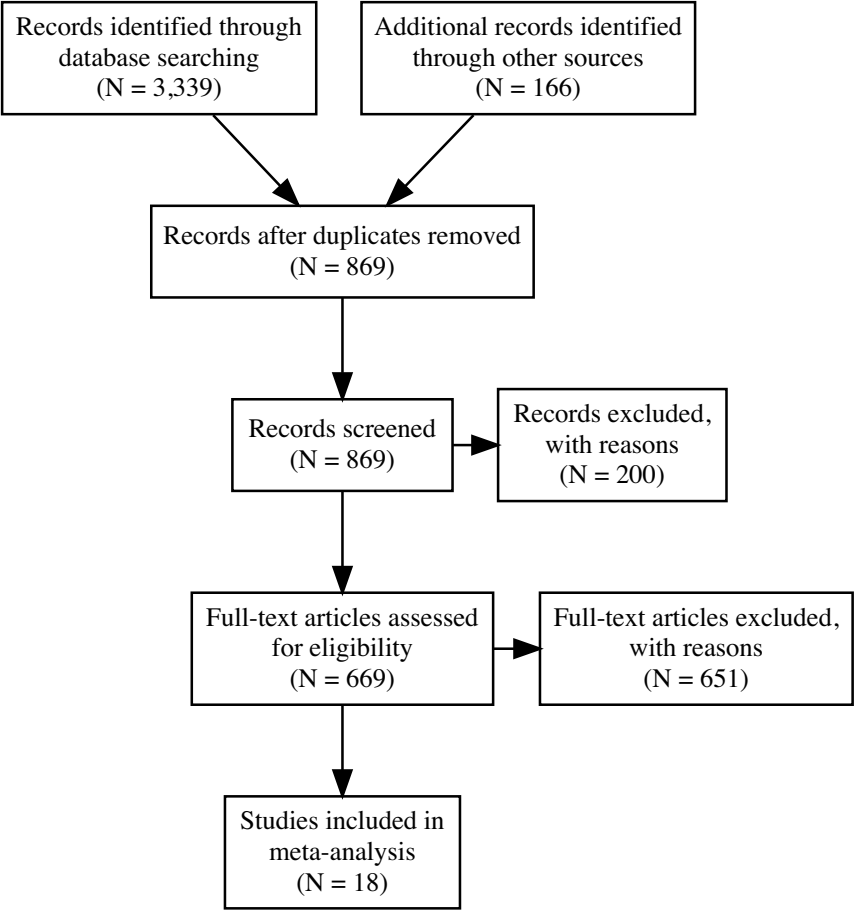 Records identified through
database searching
(N = 3,339)
Additional records identified
through other sources
(N = 166)
Records after duplicates removed
(N = 869)
Records screened
(N = 869)
Records excluded,
with reasons
(N = 200)
Full-text articles assessed
for eligibility
(N = 669)
Full-text articles excluded,
with reasons
(N = 651)
Studies included in
meta-analysis
(N = 18)